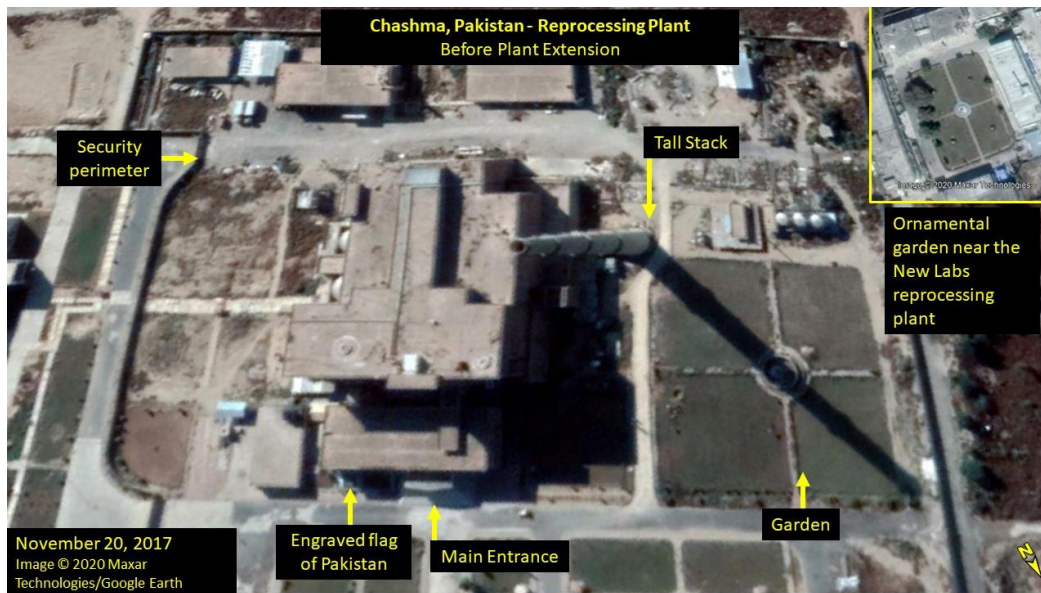 Chashma, Pakistan - Reprocessing Plant
Before Plant Extension
Security
perimeter
Tall Stack
Image © 2020 Maxar Technologies
Ornamental
garden near the
New Labs
reprocessing
plant
Engraved flag
of Pakistan
Main Entrance
Garden
November 20, 2017
Image © 2020 Maxar
Technologies/Google Earth
N